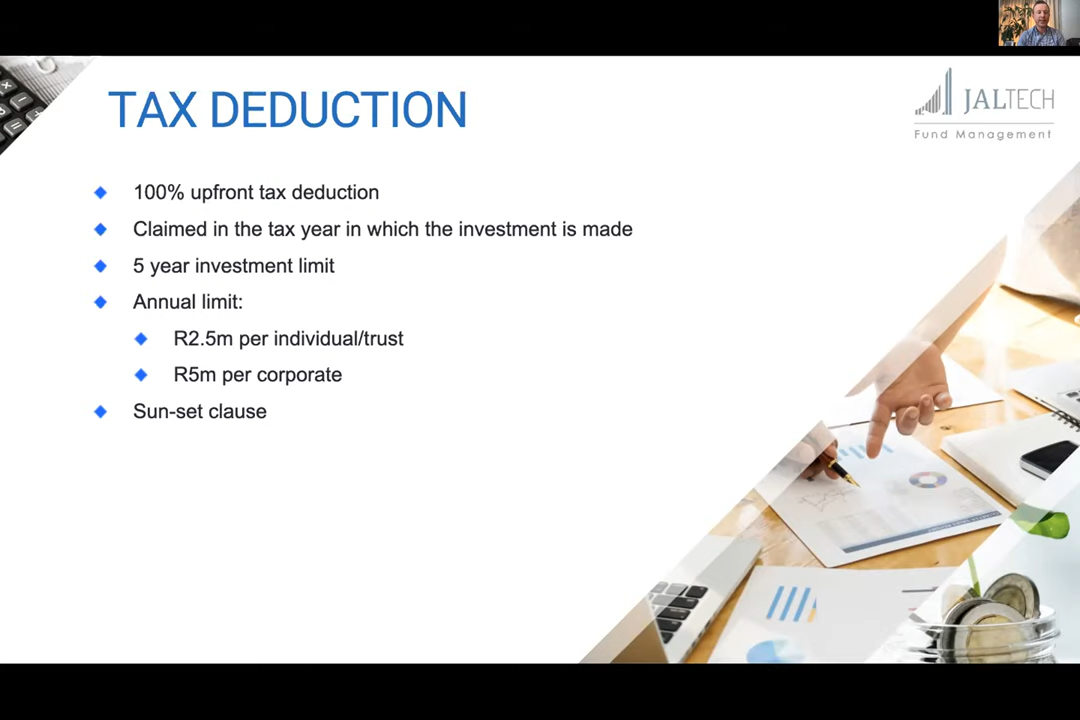 TAX DEDUCTION
JALTECH
Fund Management
100% upfront tax deduction
Claimed in the tax year in which the investment is made
5 year investment limit
Annual limit:
R2.5m per individual/trust
R5m per corporate
Sun-set clause